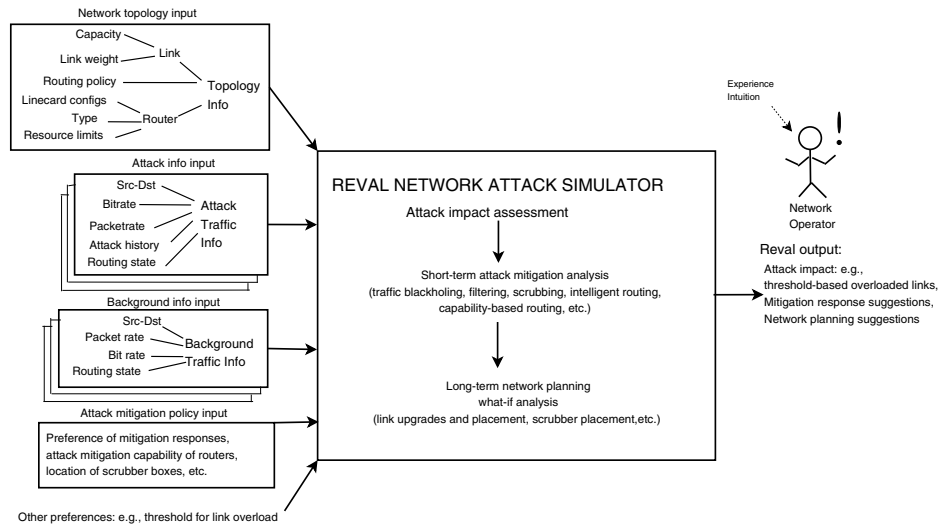 Network topology input
Capacity
Link weight
Link
Routing policy
Topology
Info
Linecard configs
Type
Router
Resource limits
Attack info input
Src-Dst
Bitrate
Packetrate
Attack history
Routing state
Attack
Traffic
Info
Background info input
Src-Dst
Packet rate
Bit rate
Routing state
Background
Traffic Info
Attack mitigation policy input
Preference of mitigation responses,
attack mitigation capability of routers,
location of scrubber boxes, etc.
Other preferences: e.g., threshold for link overload
REVAL NETWORK ATTACK SIMULATOR
Attack impact assessment
Short-term attack mitigation analysis
(traffic blackholing, filtering, scrubbing, intelligent routing,
capability-based routing, etc.)
Long-term network planning
what-if analysis
(link upgrades and placement, scrubber placement,etc.)
Experience
Intuition
!
Network
Operator
Reval output:
Attack impact: e.g.,
threshold-based overloaded links,
Mitigation response suggestions,
Network planning suggestions